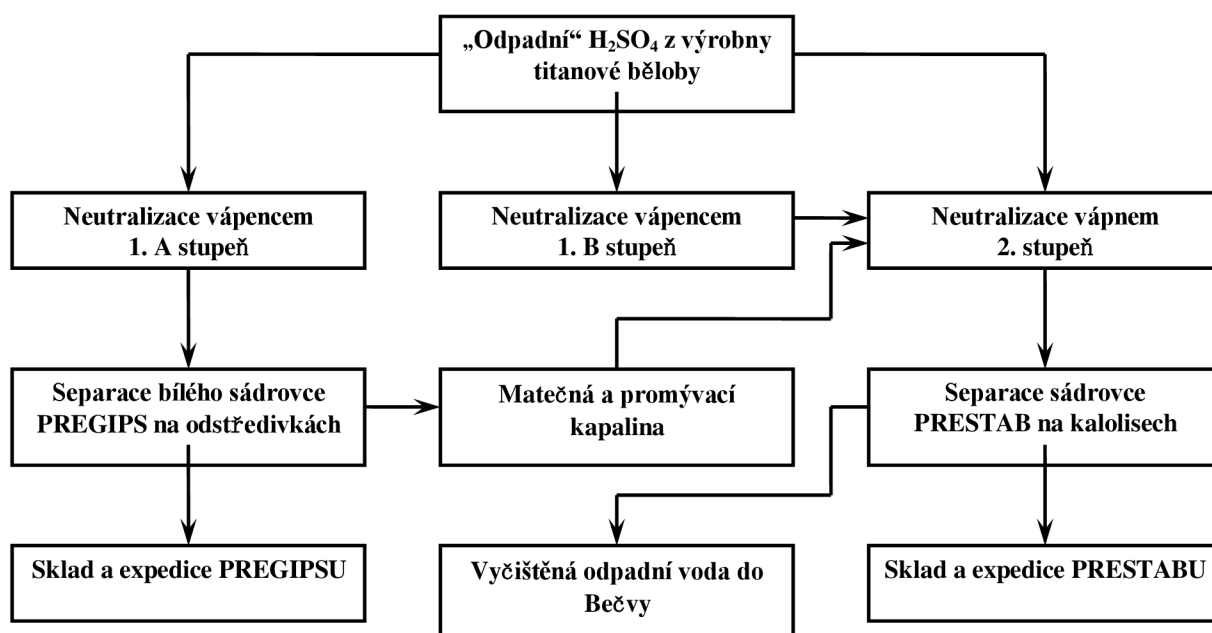 „Odpadní“ H₂SO₄ z výrobny
titanové běloby
Neutralizace vápencem
1. A stupeň
Neutralizace vápencem
1. B stupeň
Neutralizace vápnem
2. stupeň
Separace bílého sádrovce
PREGIPS na odstředivkách
Matečná a promývací
kapalina
Separace sádrovce
PRESTAB na kalolisech
Sklad a expedice PREGIPSU
Vyčištěná odpadní voda do
Bečvy
Sklad a expedice PRESTABU